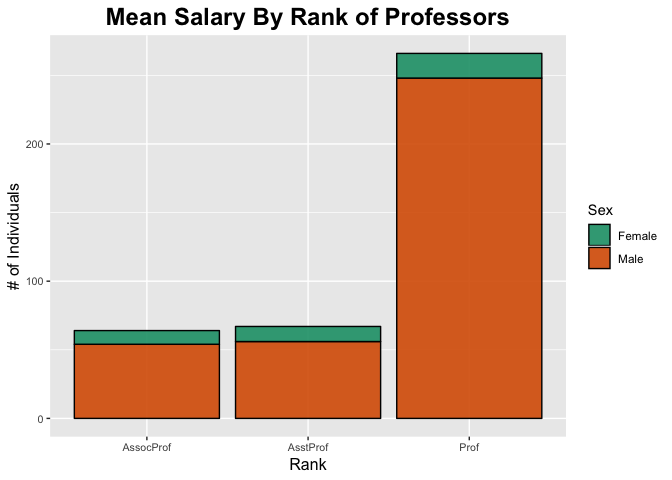 Mean Salary By Rank of Professors
# of Individuals
200
100
0
AssocProf
AsstProf
Prof
Rank
Sex
Female
Male